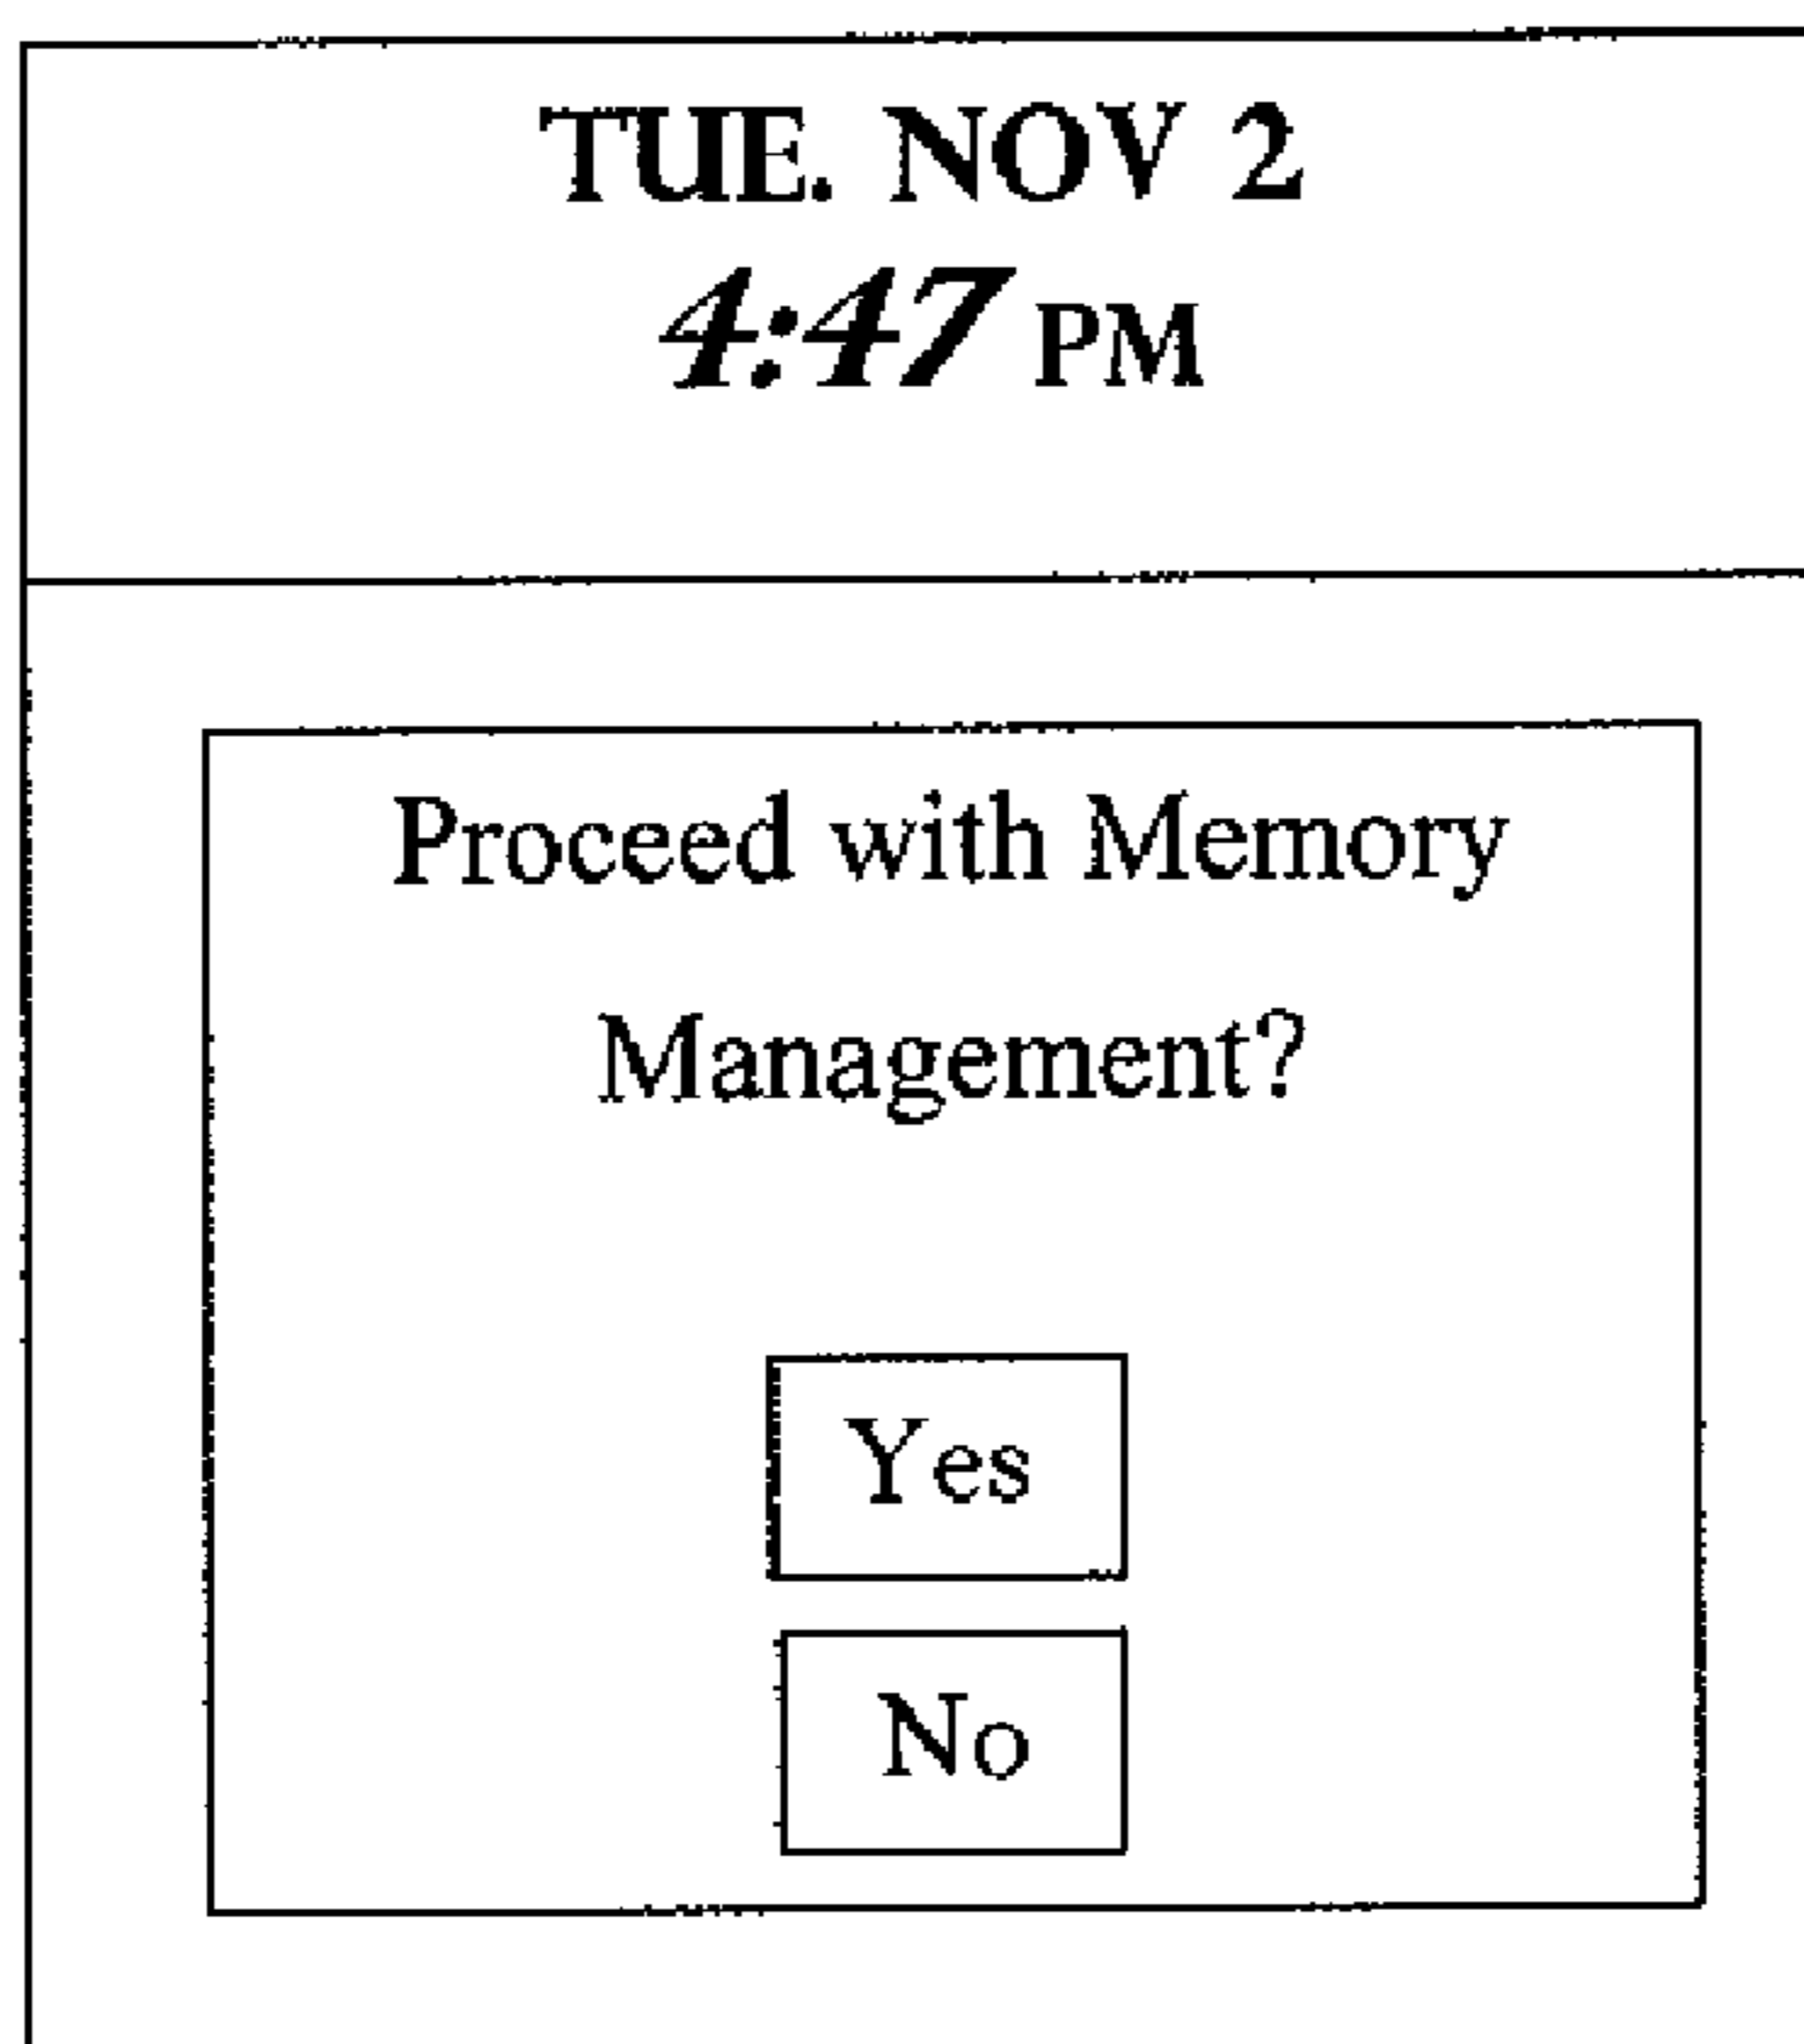 TUE. NOV 2
4:47 PM
Proceed with Memory
Management?
Yes
No